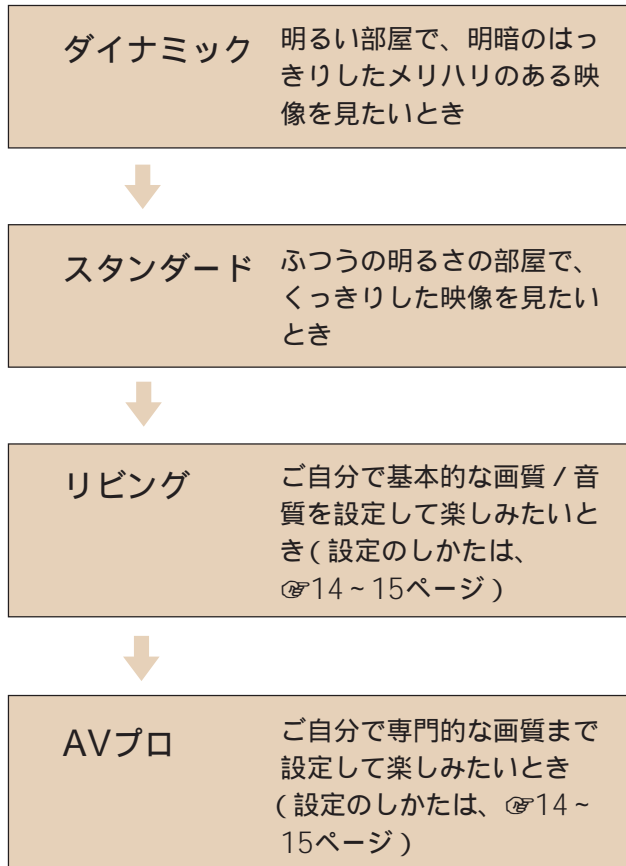 ダイナミック
明るい部屋で、明暗のはっ
きりしたメリハリのある映
像を見たいとき
スタンダード
ふつうの明るさの部屋で、
くっきりした映像を見たい
とき
リビング
ご自分で基本的な画質/音
質を設定して楽しみたいと
き(設定のしかたは、
☞14~15ページ)
AVプロ
ご自分で専門的な画質まで
設定して楽しみたいとき
(設定のしかたは、☞14~
15ページ)